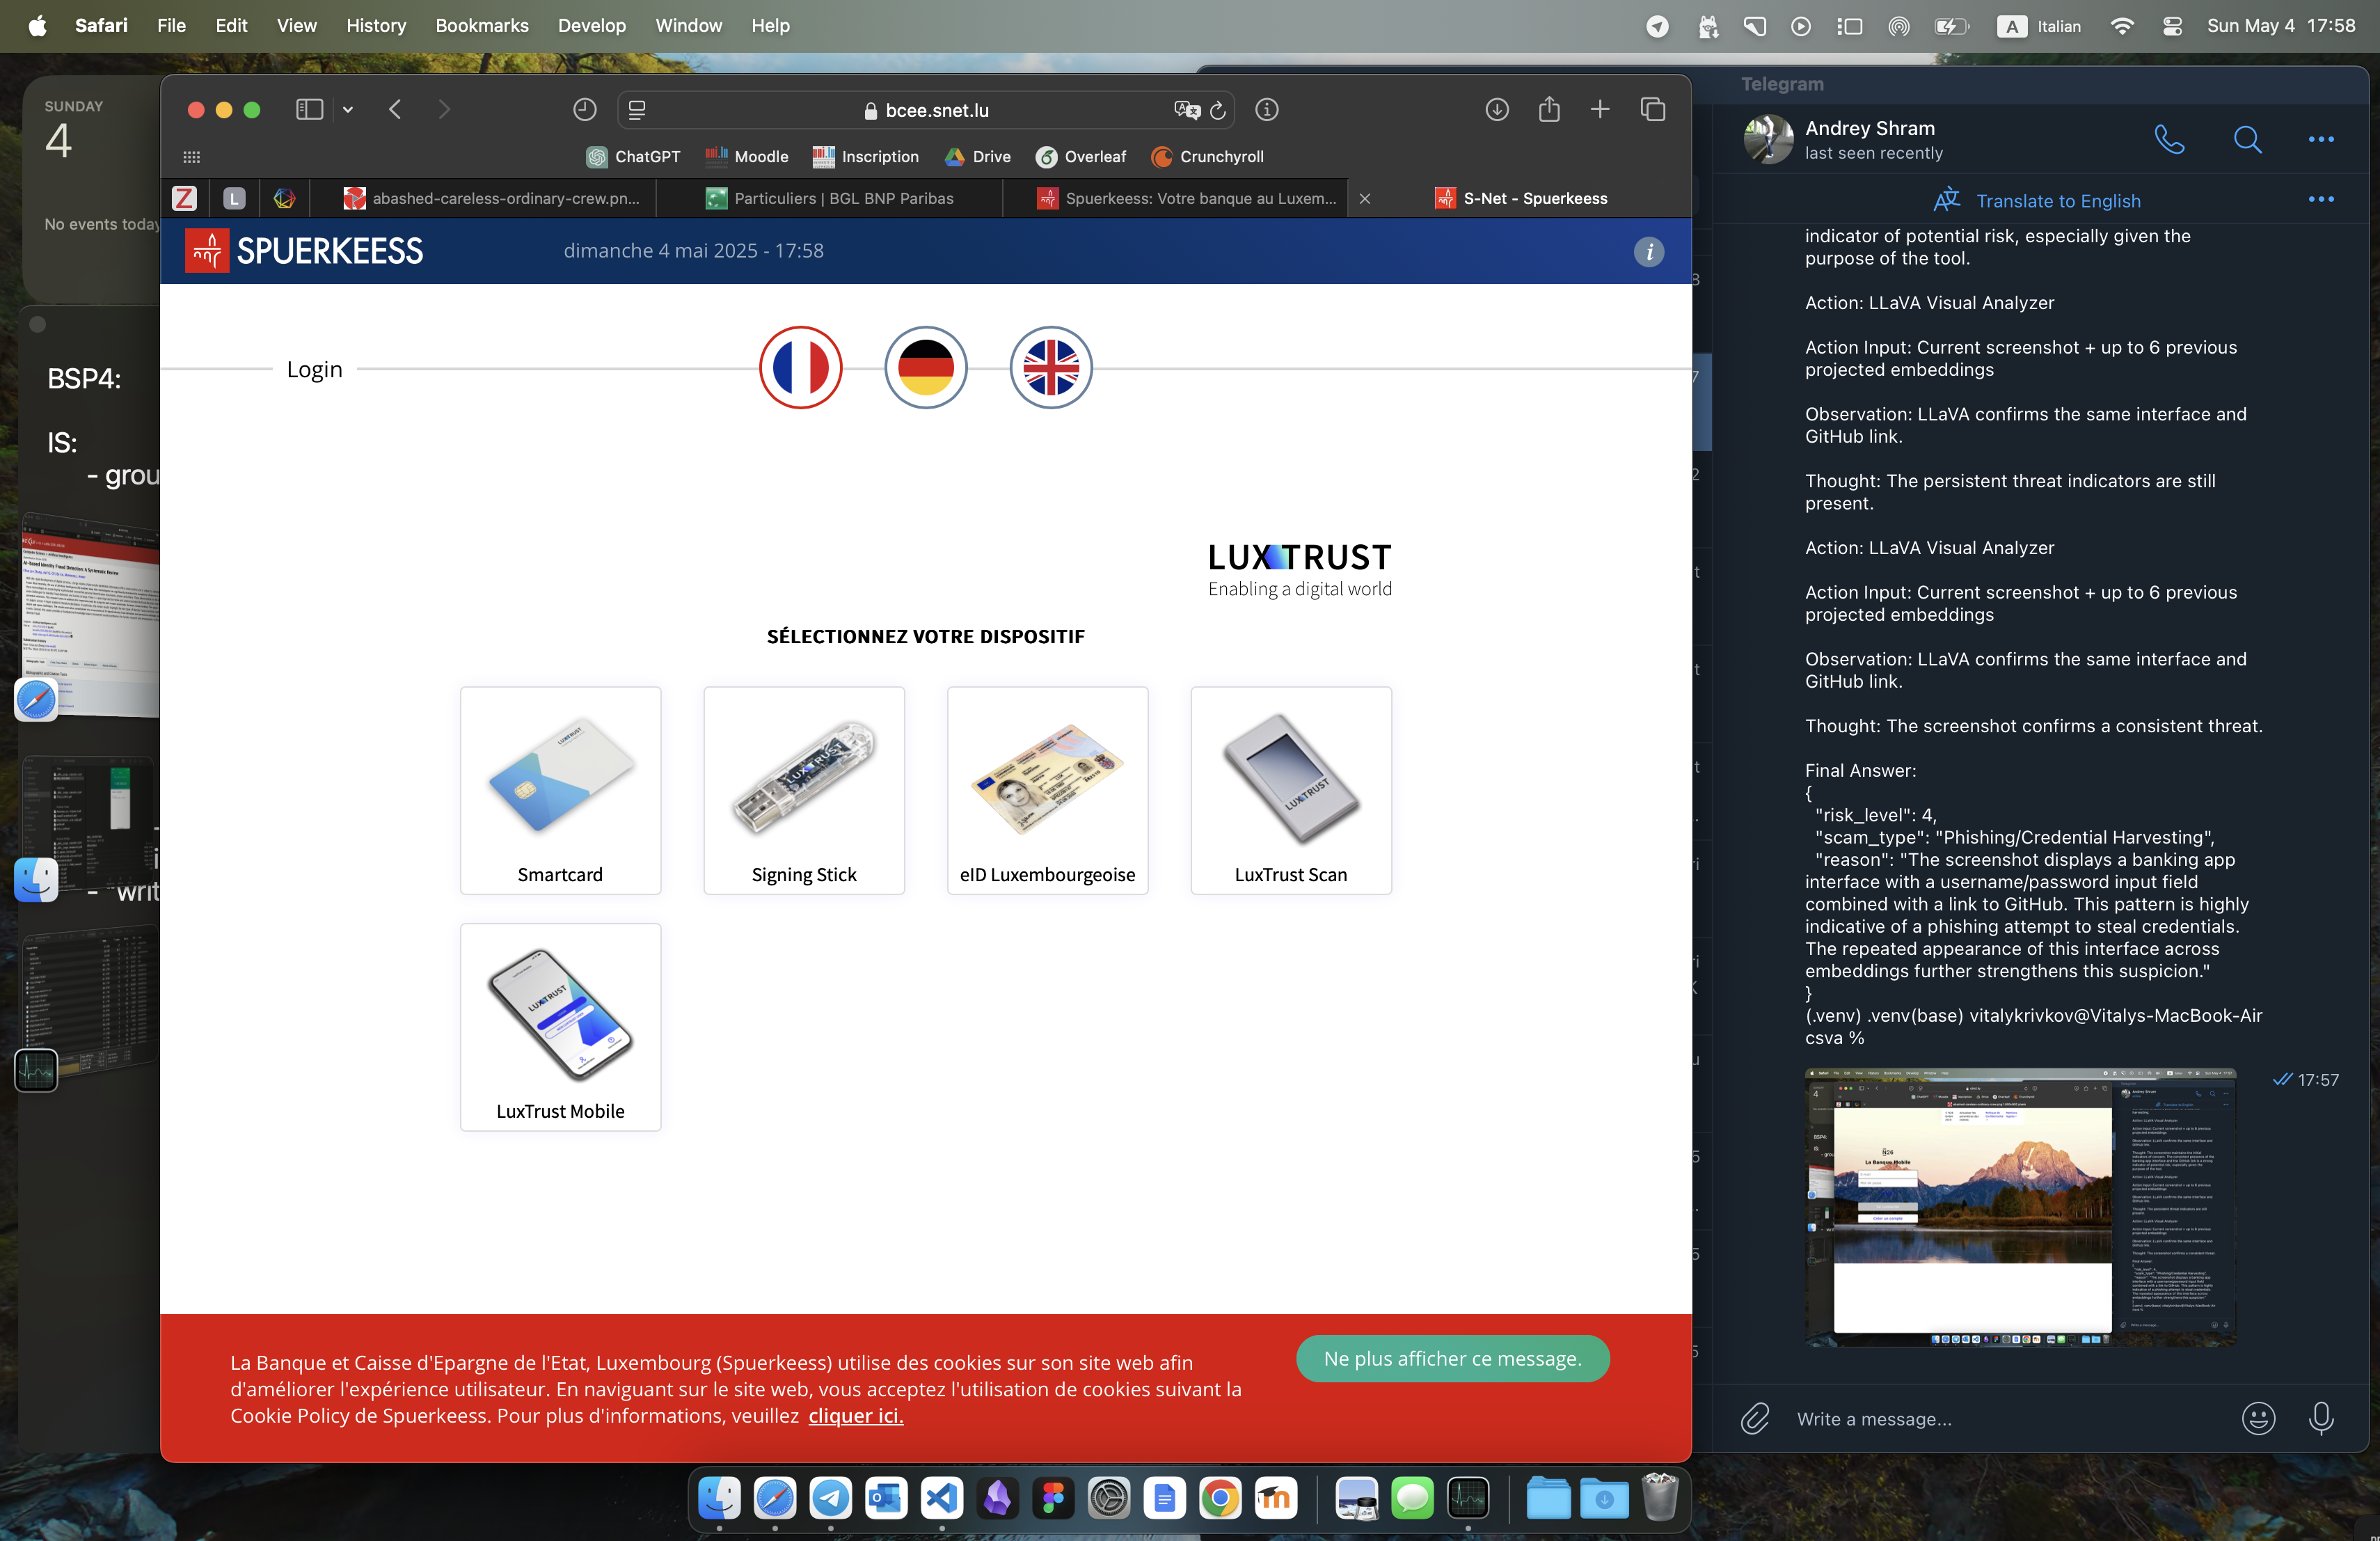 Safari File Edit View History Bookmarks Develop Window Help
A Italian Sun May 4 17:58
SUNDAY
4
No events today
BSP4:
IS:
- grou
- writ
bcee.snet.lu
ChatGPT Moodle Inscription Drive Overleaf Crunchyroll
Z L abashed-careless-ordinary-crew.pn... Particuliers | BGL BNP Paribas Spuerkeess: Votre banque au Luxem... S-Net - Spuerkeess
SPUERKEESS dimanche 4 mai 2025 - 17:58
Login
LUXTRUST
Enabling a digital world
SÉLECTIONNEZ VOTRE DISPOSITIF
Smartcard
Signing Stick
eID Luxembourgeoise
LuxTrust Scan
LuxTrust Mobile
La Banque et Caisse d'Epargne de l'Etat, Luxembourg (Spuerkeess) utilise des cookies sur son site web afin
d'améliorer l'expérience utilisateur. En naviguant sur le site web, vous acceptez l'utilisation de cookies suivant la
Cookie Policy de Spuerkeess. Pour plus d'informations, veuillez cliquer ici.
Ne plus afficher ce message.
Telegram
Andrey Shram
last seen recently
Translate to English
indicator of potential risk, especially given the
purpose of the tool.
Action: LLaVA Visual Analyzer
Action Input: Current screenshot + up to 6 previous
projected embeddings
Observation: LLaVA confirms the same interface and
GitHub link.
Thought: The persistent threat indicators are still
present.
Action: LLaVA Visual Analyzer
Action Input: Current screenshot + up to 6 previous
projected embeddings
Observation: LLaVA confirms the same interface and
GitHub link.
Thought: The screenshot confirms a consistent threat.
Final Answer:
{
"risk_level": 4,
"scam_type": "Phishing/Credential Harvesting",
"reason": "The screenshot displays a banking app
interface with a username/password input field
combined with a link to GitHub. This pattern is highly
indicative of a phishing attempt to steal credentials.
The repeated appearance of this interface across
embeddings further strengthens this suspicion."
}
(.venv) .venv(base) vitalykrivkov@Vitalys-MacBook-Air
csva %
N26
La Banque Mobile
17:57
Write a message...